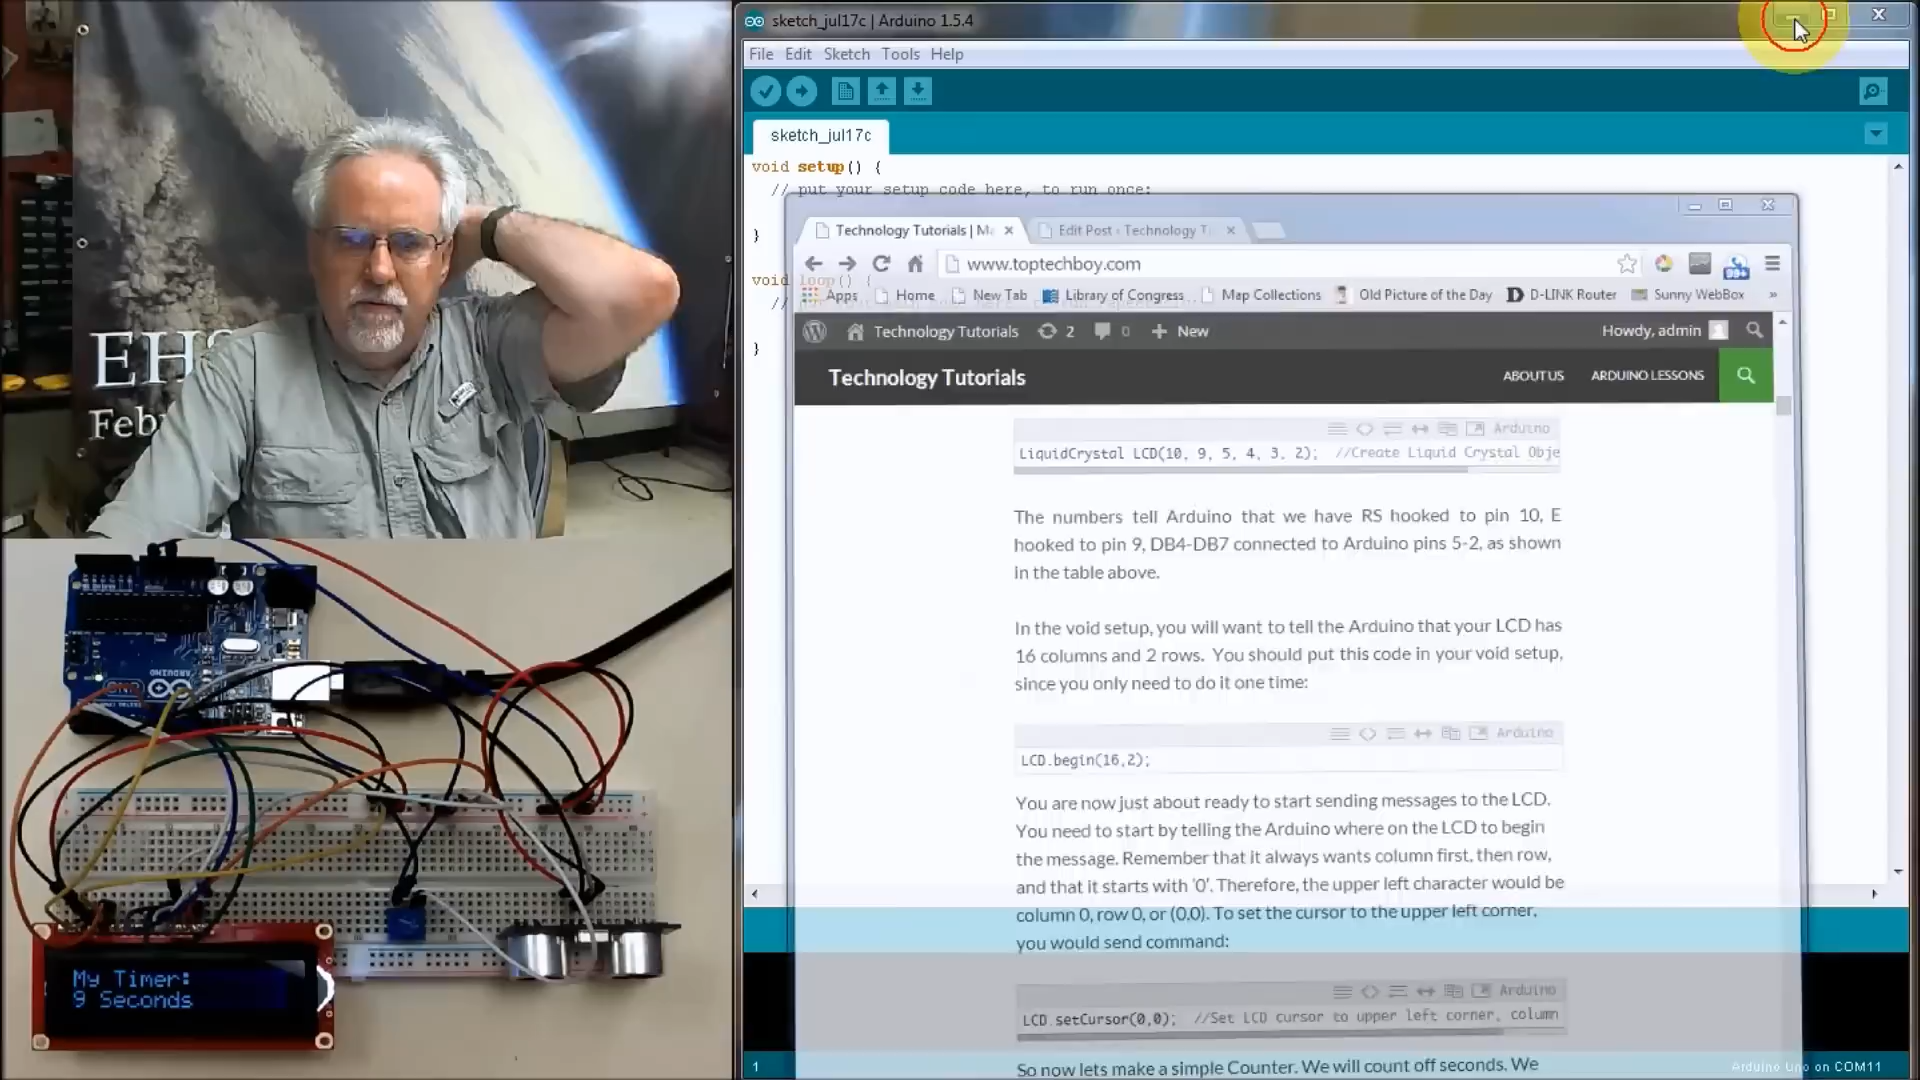 EHS
Feb
ARDUINO
My Timer:
9 Seconds
sketch_jul17c | Arduino 1.5.4
File Edit Sketch Tools Help
sketch_jul17c
void setup() {
// put your setup code here, to run once:
}
void loop() {
//
}
Technology Tutorials | Ma
Edit Post ‹ Technology T
www.toptechboy.com
99+
Apps Home New Tab Library of Congress Map Collections Old Picture of the Day D-LINK Router Sunny WebBox »
Technology Tutorials 2 0 + New Howdy, admin
Technology Tutorials
ABOUT US ARDUINO LESSONS
Arduino
LiquidCrystal LCD(10, 9, 5, 4, 3, 2); //Create Liquid Crystal Obje
The numbers tell Arduino that we have RS hooked to pin 10, E
hooked to pin 9, DB4-DB7 connected to Arduino pins 5-2, as shown
in the table above.
In the void setup, you will want to tell the Arduino that your LCD has
16 columns and 2 rows. You should put this code in your void setup,
since you only need to do it one time:
Arduino
LCD.begin(16,2);
You are now just about ready to start sending messages to the LCD.
You need to start by telling the Arduino where on the LCD to begin
the message. Remember that it always wants column first, then row,
and that it starts with '0'. Therefore, the upper left character would be
column 0, row 0, or (0,0). To set the cursor to the upper left corner,
you would send command:
Arduino
LCD.setCursor(0,0); //Set LCD cursor to upper left corner, column
So now lets make a simple Counter. We will count off seconds. We
1
Arduino Uno on COM11